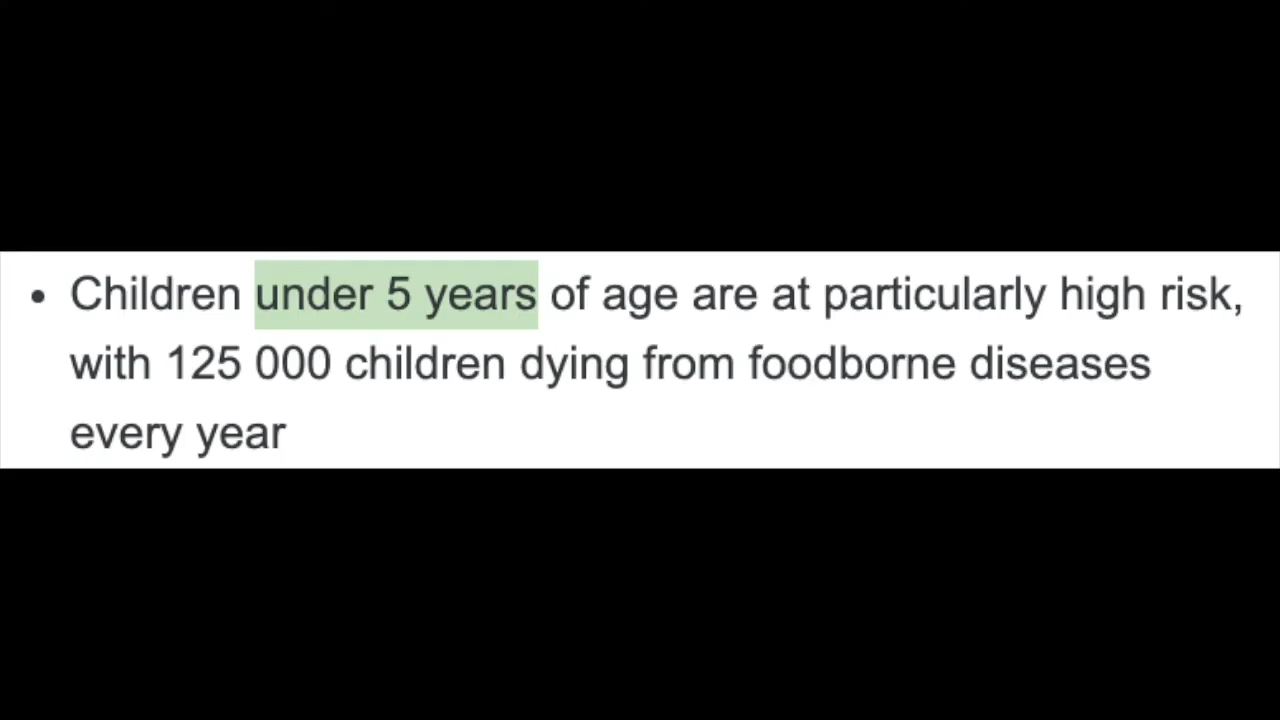 • Children under 5 years of age are at particularly high risk,
with 125 000 children dying from foodborne diseases
every year